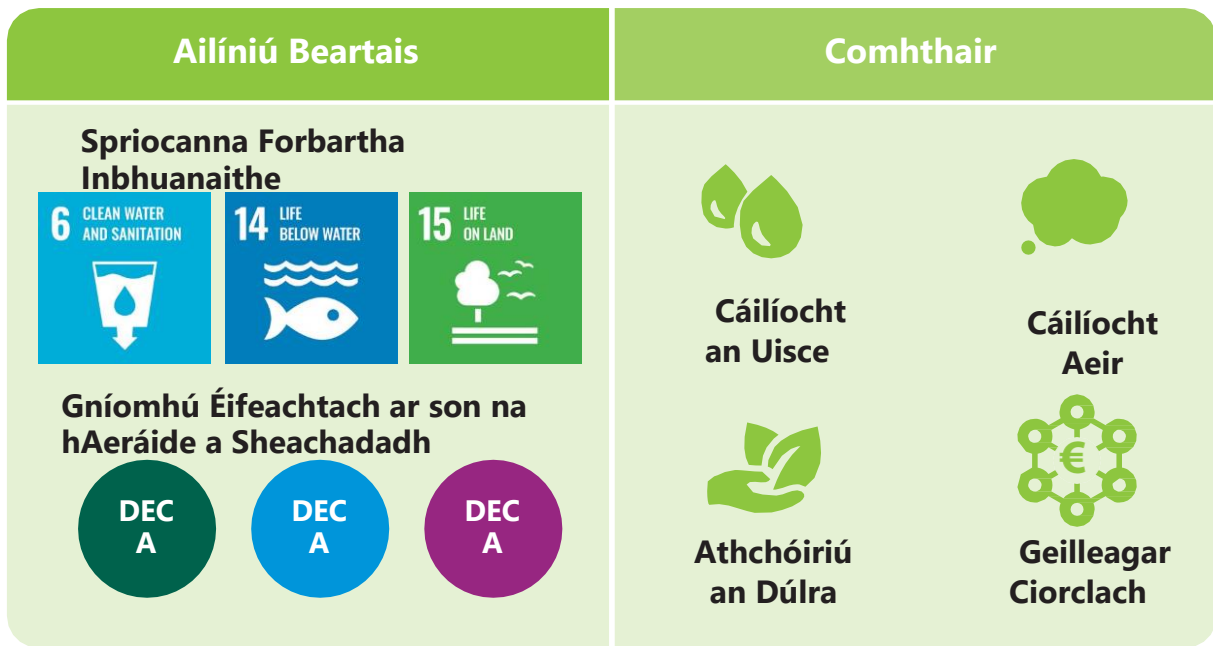 Ailíniú Beartais
Spriocanna Forbartha
Inbhuanaithe
6 CLEAN WATER
AND SANITATION
14 LIFE
BELOW WATER
15 LIFE
ON LAND
Gníomhú Éifeachtach ar son na
hAeráide a Sheachadadh
DEC
A
DEC
A
DEC
A
Comhthair
Cáilíocht
an Uisce
Cáilíocht
Aeir
Athchóiriú
an Dúlra
€
Geilleagar
Ciorclach